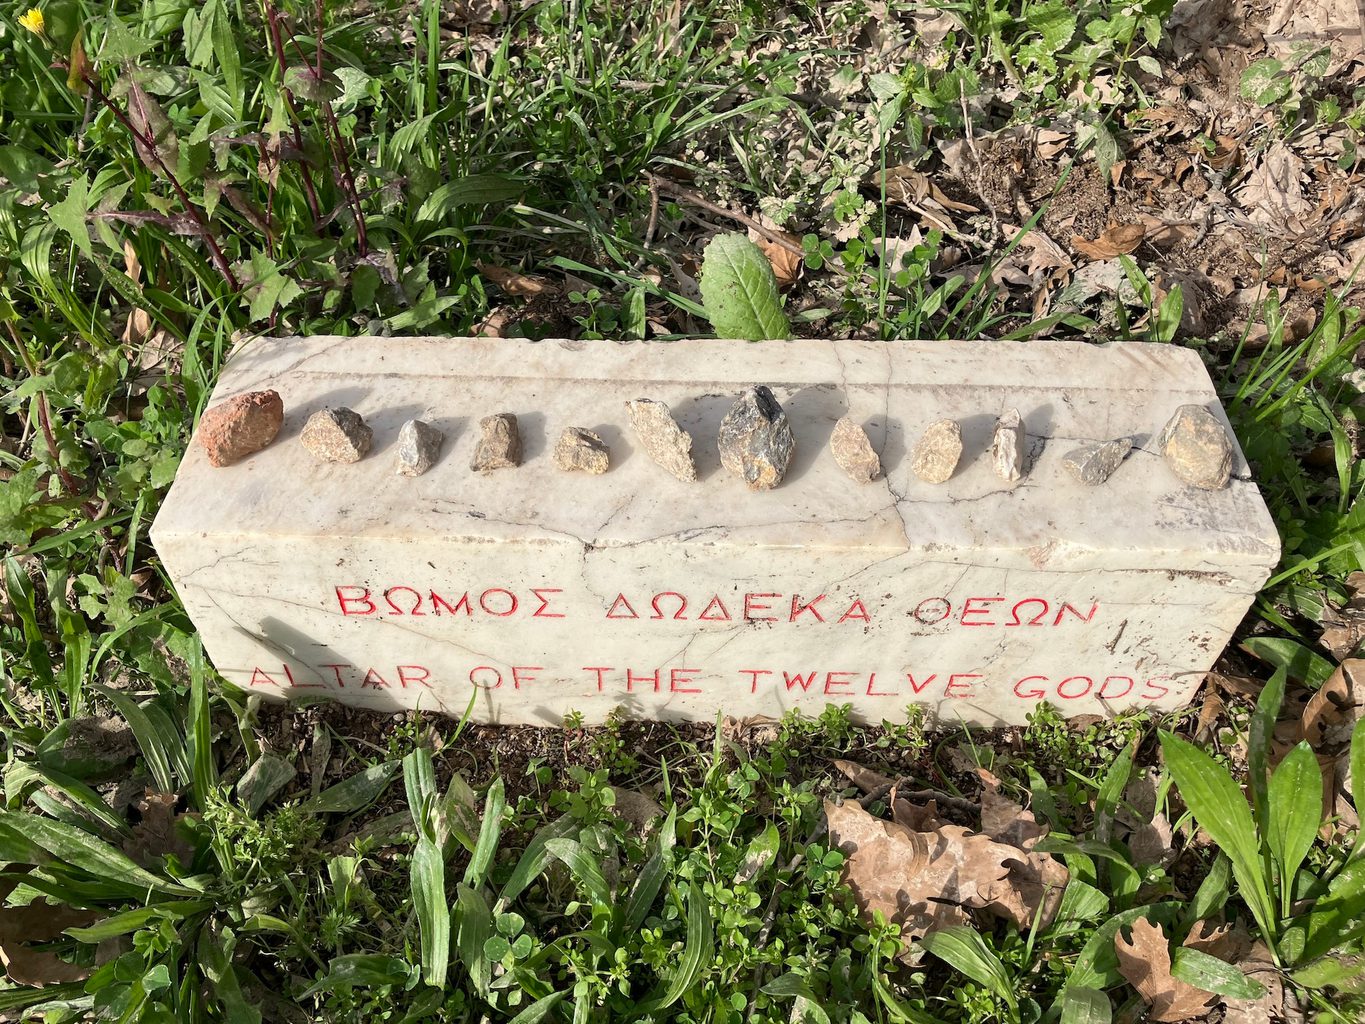 ΒΩΜΟΣ ΔΩΔΕΚΑ ΘΕΩΝ
ALTAR OF THE TWELVE GODS